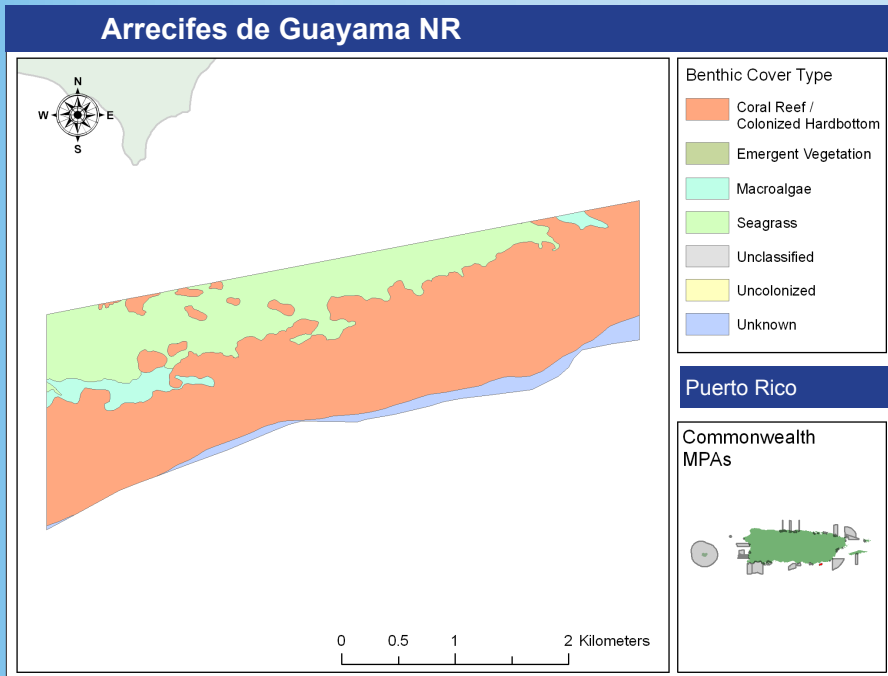 Arrecifes de Guayama NR
N
W E
S
Benthic Cover Type
Coral Reef /
Colonized Hardbottom
Emergent Vegetation
Macroalgae
Seagrass
Unclassified
Uncolonized
Unknown
Puerto Rico
Commonwealth
MPAs
0 0.5 1 2 Kilometers